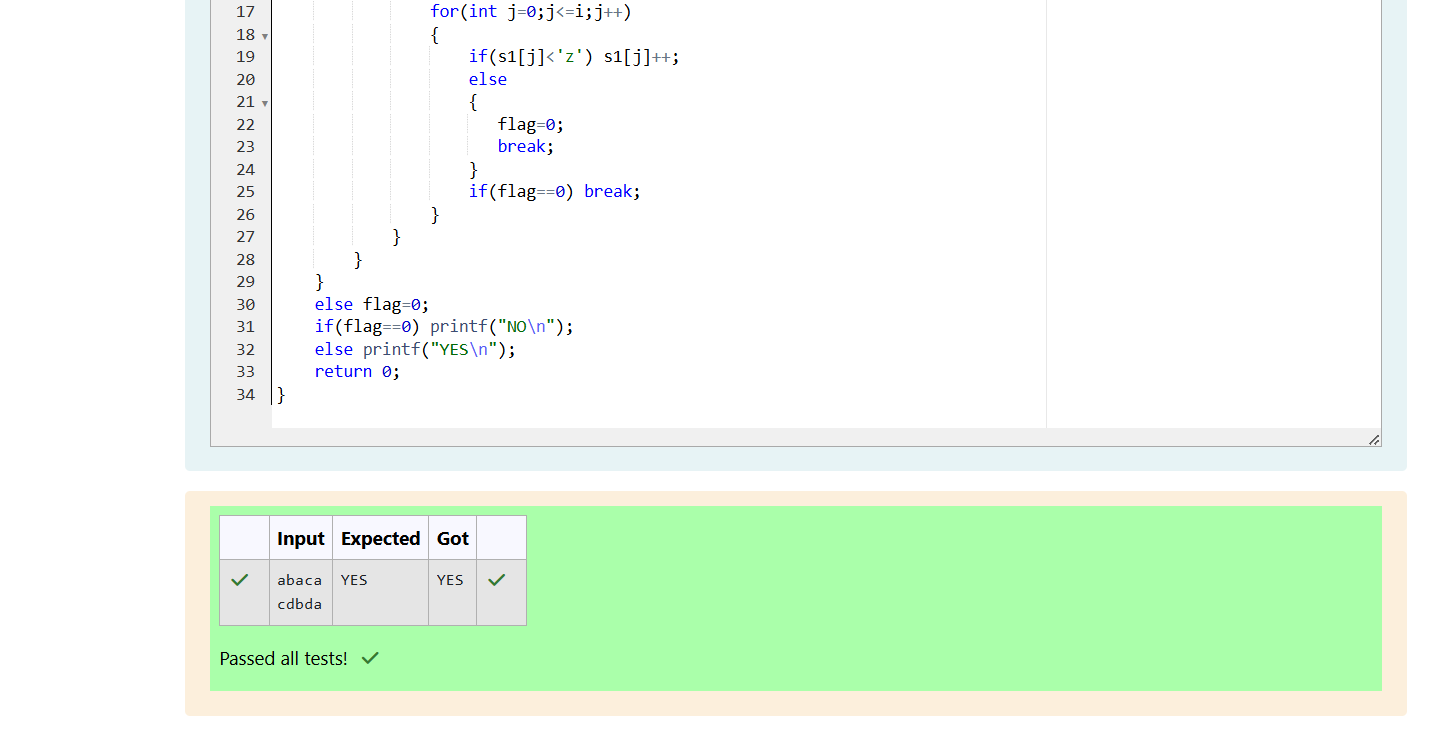 17 for(int j=0;j<=i;j++)
18 {
19 if(s1[j]<'z') s1[j]++;
20 else
21 {
22 flag=0;
23 break;
24 }
25 if(flag==0) break;
26 }
27 }
28 }
29 }
30 else flag=0;
31 if(flag==0) printf("NO\n");
32 else printf("YES\n");
33 return 0;
34 }
Input Expected Got
abaca YES YES
cdbda
Passed all tests!